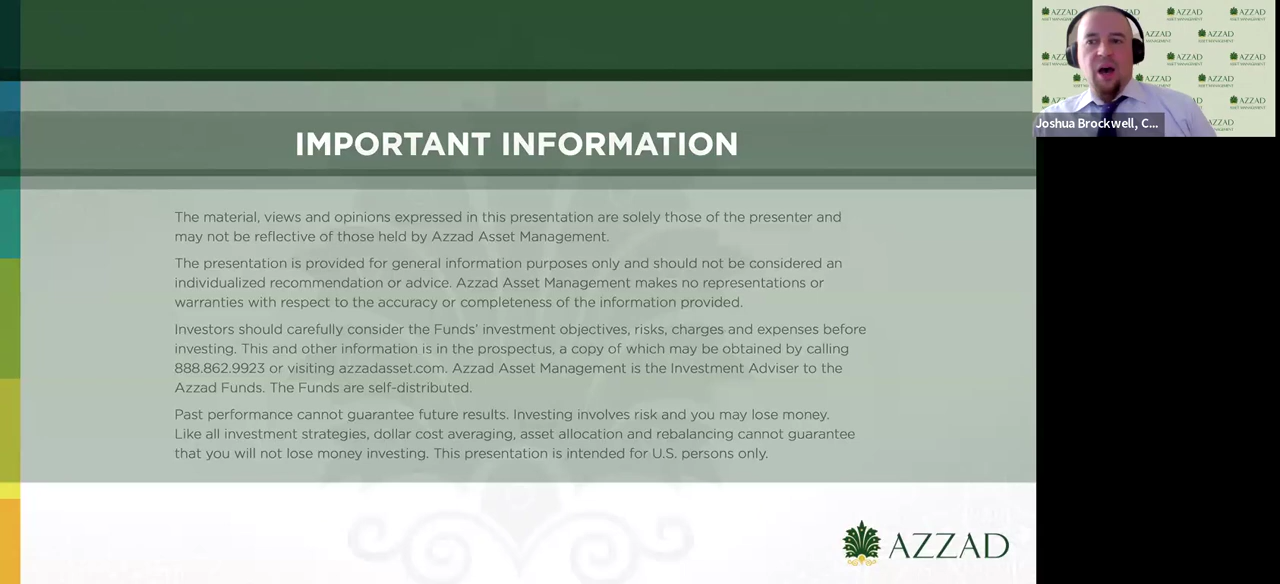 IMPORTANT INFORMATION
The material, views and opinions expressed in this presentation are solely those of the presenter and
may not be reflective of those held by Azzad Asset Management.
The presentation is provided for general information purposes only and should not be considered an
individualized recommendation or advice. Azzad Asset Management makes no representations or
warranties with respect to the accuracy or completeness of the information provided.
Investors should carefully consider the Funds' investment objectives, risks, charges and expenses before
investing. This and other information is in the prospectus, a copy of which may be obtained by calling
888.862.9923 or visiting azzadasset.com. Azzad Asset Management is the Investment Adviser to the
Azzad Funds. The Funds are self-distributed.
Past performance cannot guarantee future results. Investing involves risk and you may lose money.
Like all investment strategies, dollar cost averaging, asset allocation and rebalancing cannot guarantee
that you will not lose money investing. This presentation is intended for U.S. persons only.
AZZAD
AZZAD
Joshua Brockwell, C...